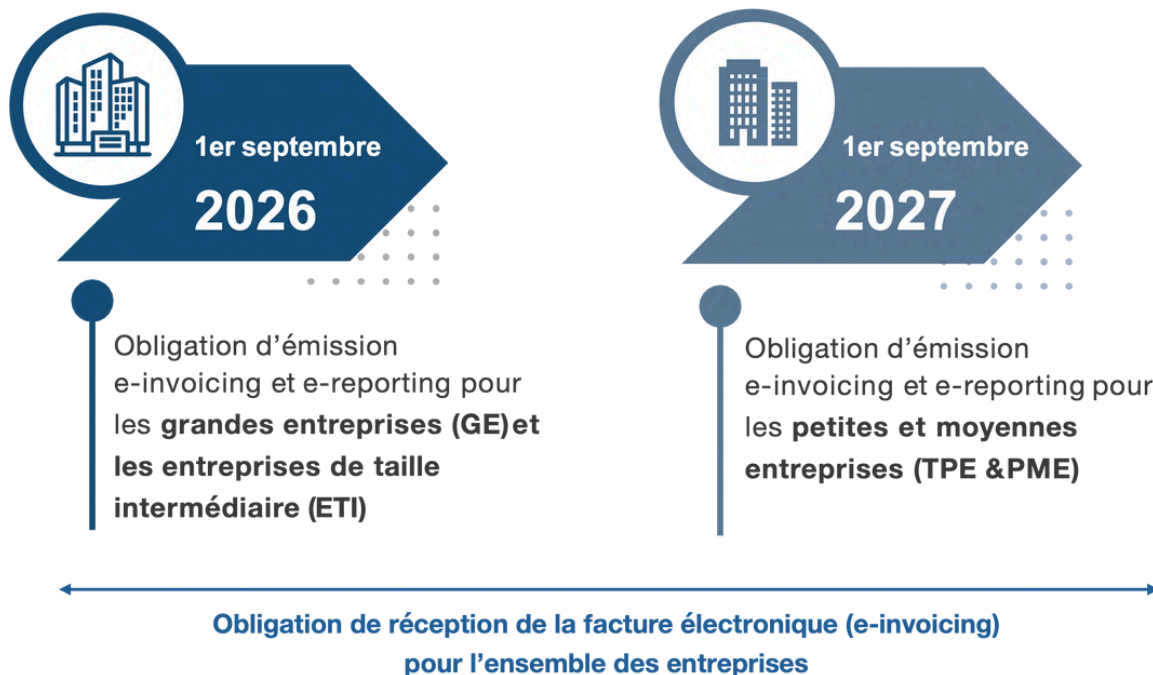 1er septembre
2026
Obligation d’émission
e-invoicing et e-reporting pour
les grandes entreprises (GE) et
les entreprises de taille
intermédiaire (ETI)
1er septembre
2027
Obligation d’émission
e-invoicing et e-reporting pour
les petites et moyennes
entreprises (TPE &PME)
Obligation de réception de la facture électronique (e-invoicing)
pour l’ensemble des entreprises